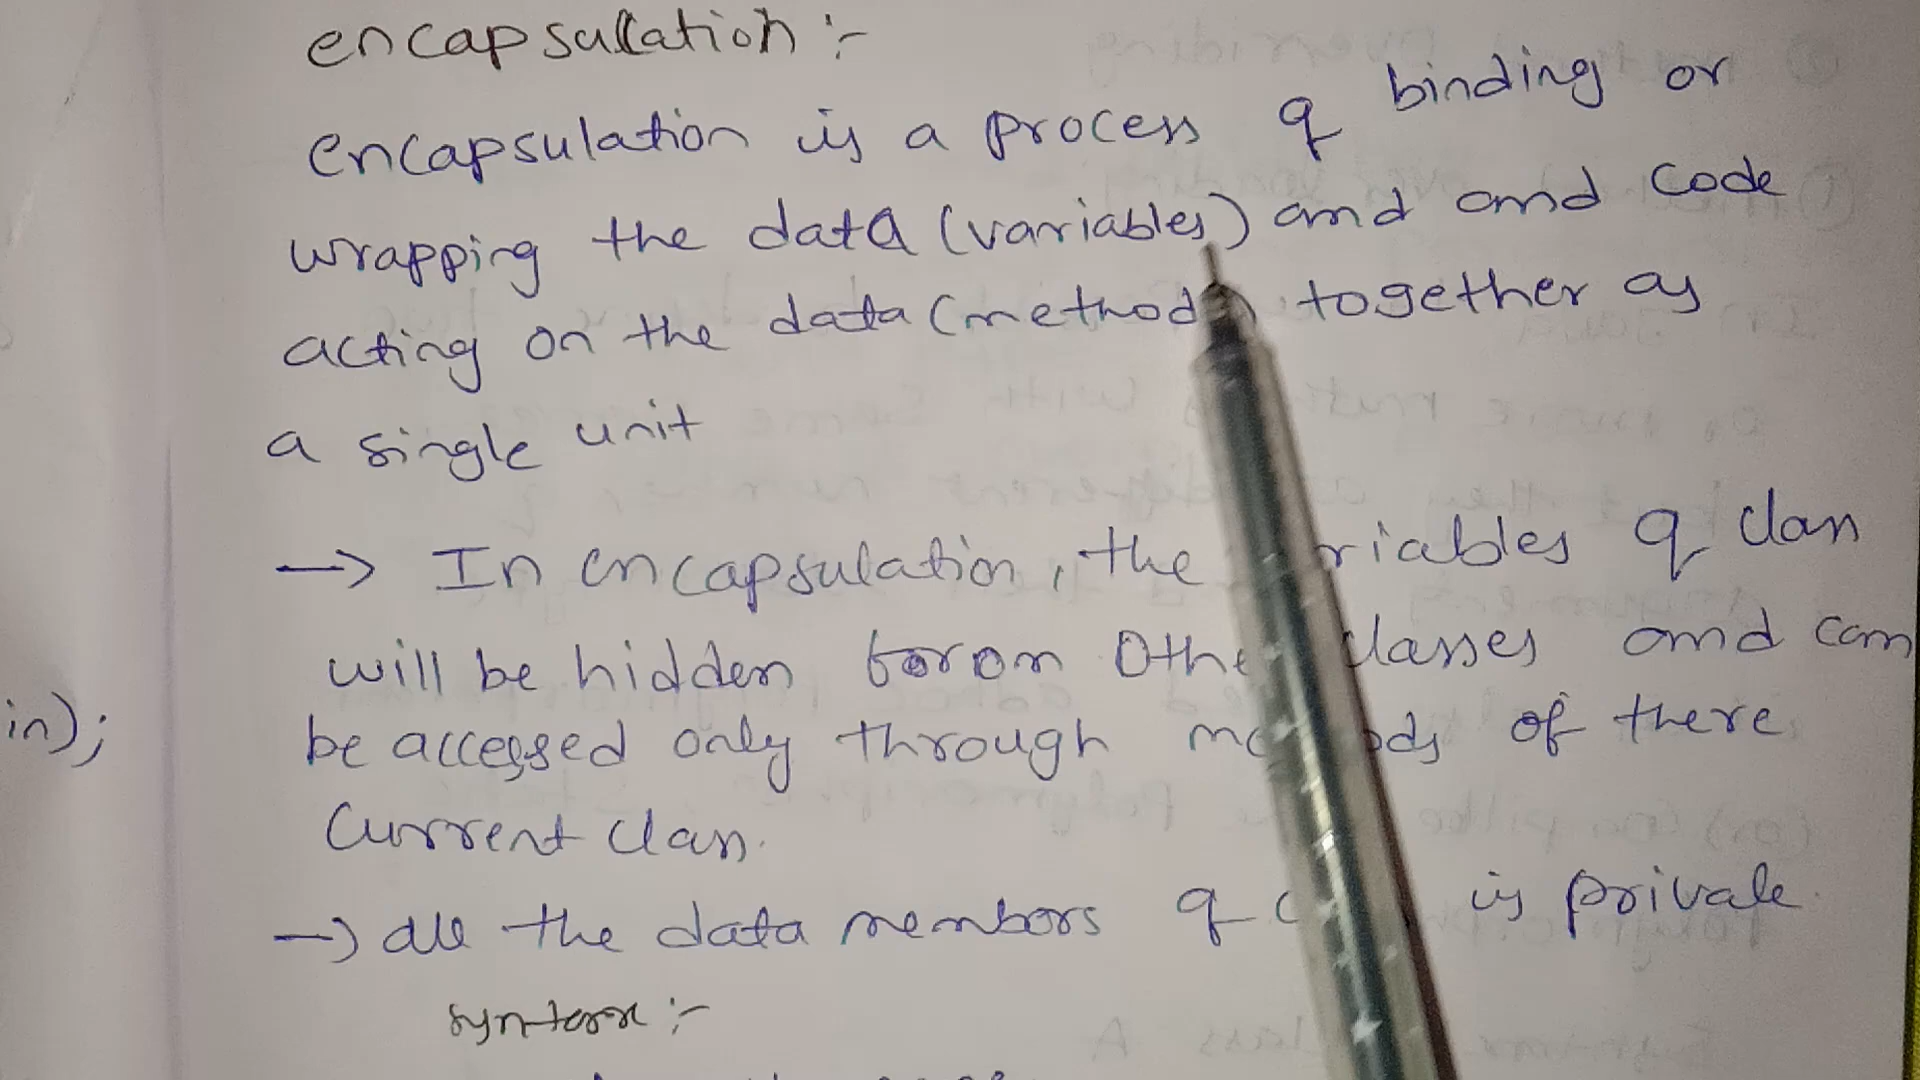 encapsulation :-
encapsulation is a process of binding or
wrapping the data (variables) and and code
acting on the data (methods) together as
a single unit
→ In encapsulation, the riables of class
will be hidden from Othe classes and can
be accessed only through of there
in);
Current class.
→ All the data members of is private
Syntax :-